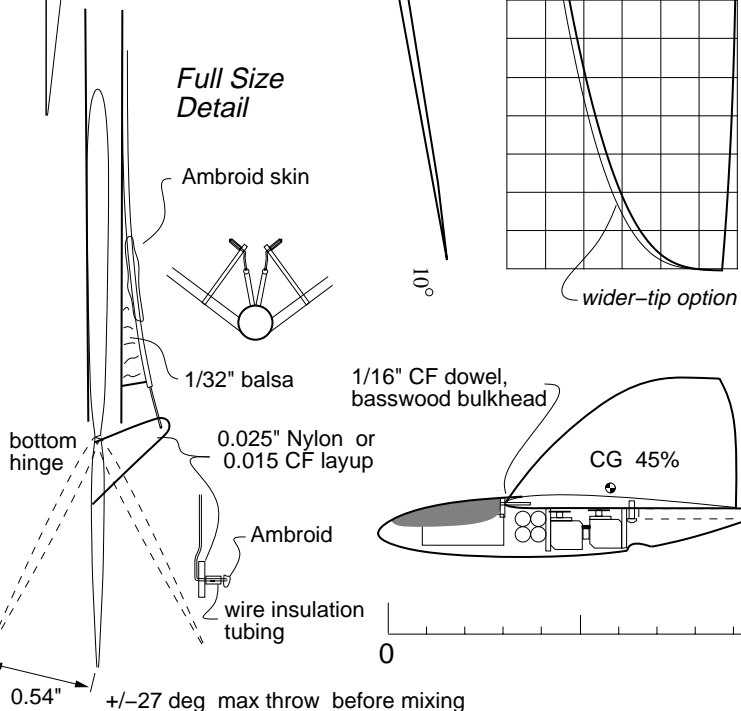 Full Size
Detail
Ambroid skin
10°
wider–tip option
1/32" balsa
1/16" CF dowel,
basswood bulkhead
bottom
hinge
0.025" Nylon or
0.015 CF layup
CG 45%
Ambroid
wire insulation
tubing
0
0.54"
+/–27 deg max throw before mixing